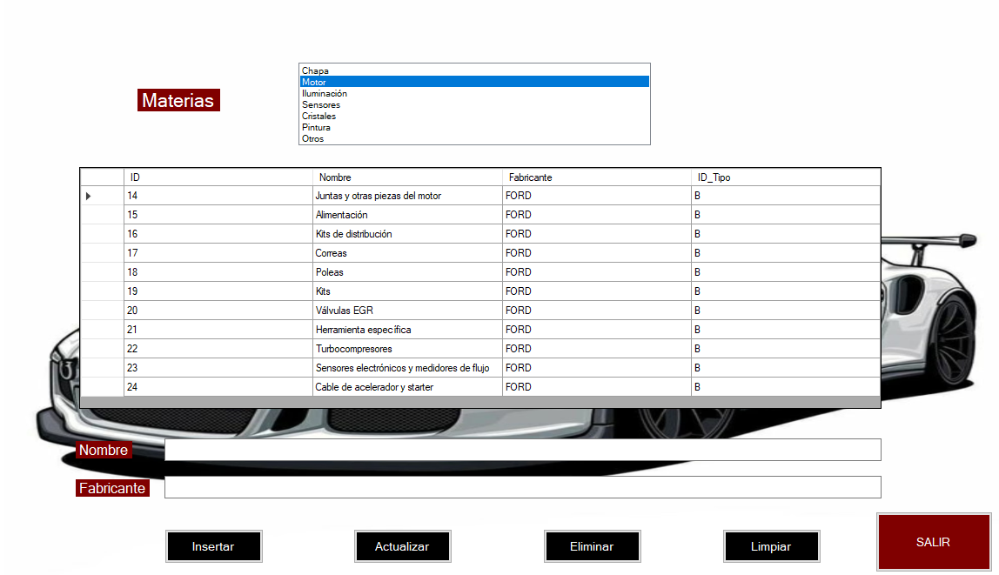 Chapa
Motor
Iluminación
Sensores
Cristales
Pintura
Otros
Materias
ID Nombre Fabricante ID_Tipo
14 Juntas y otras piezas del motor FORD B
15 Alimentación FORD B
16 Kits de distribución FORD B
17 Correas FORD B
18 Poleas FORD B
19 Kits FORD B
20 Válvulas EGR FORD B
21 Herramienta específica FORD B
22 Turbocompresores FORD B
23 Sensores electrónicos y medidores de flujo FORD B
24 Cable de acelerador y starter FORD B
Nombre
Fabricante
Insertar Actualizar Eliminar Limpiar SALIR